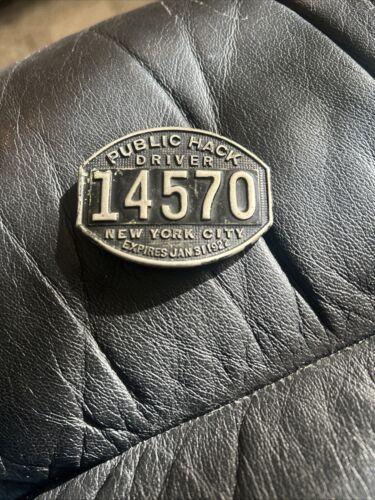 PUBLIC HACK
DRIVER
14570
NEW YORK CITY
EXPIRES JAN 31